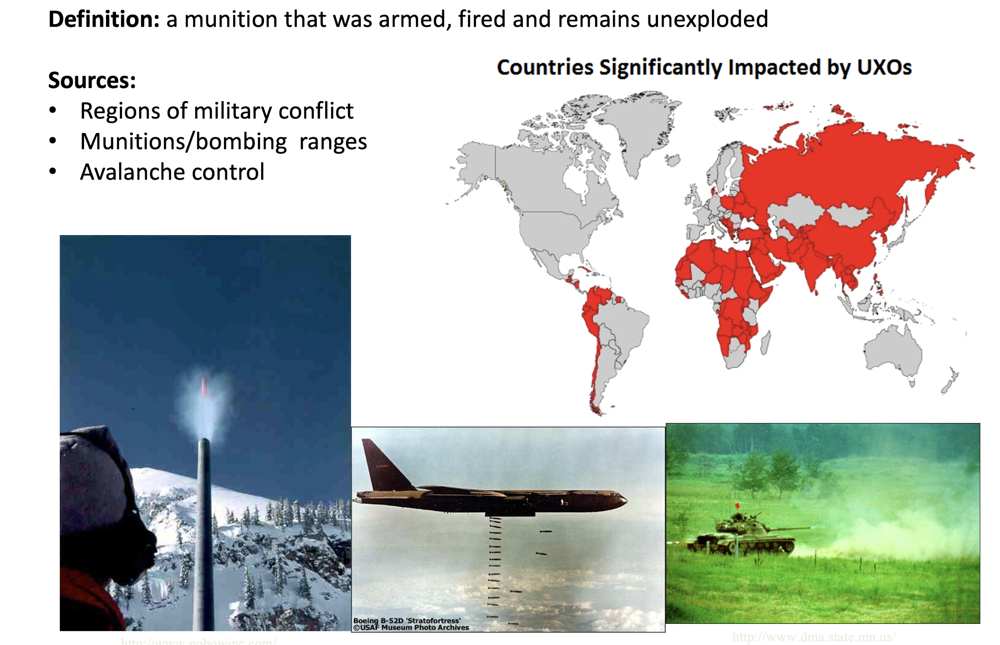 Definition: a munition that was armed, fired and remains unexploded
Countries Significantly Impacted by UXOs
Sources:
• Regions of military conflict
• Munitions/bombing ranges
• Avalanche control
Boeing B-52D 'Stratofortress'
©USAF Museum Photo Archives
http://www.nohowinc.com/
http://www.dma.state.mn.us/